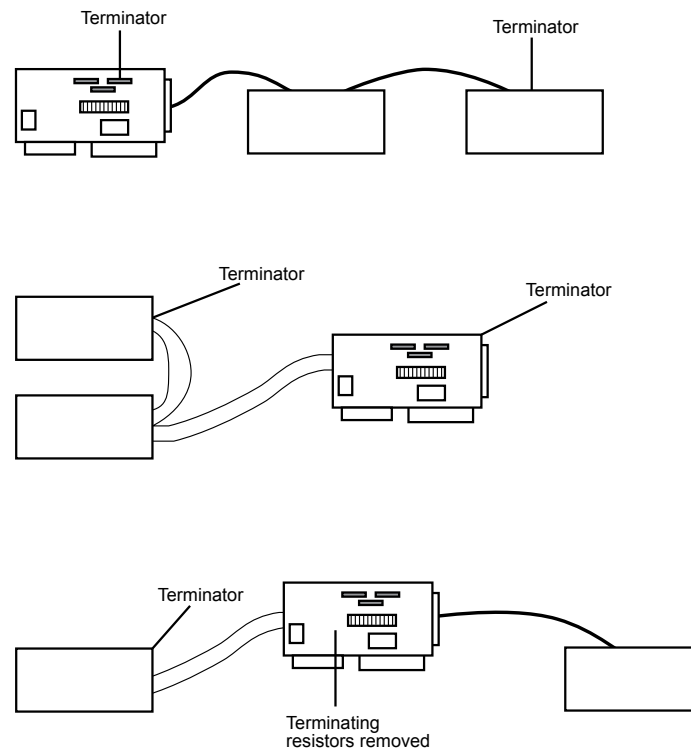 Terminator
Terminator
Terminator
Terminator
Terminator
Terminating
resistors removed